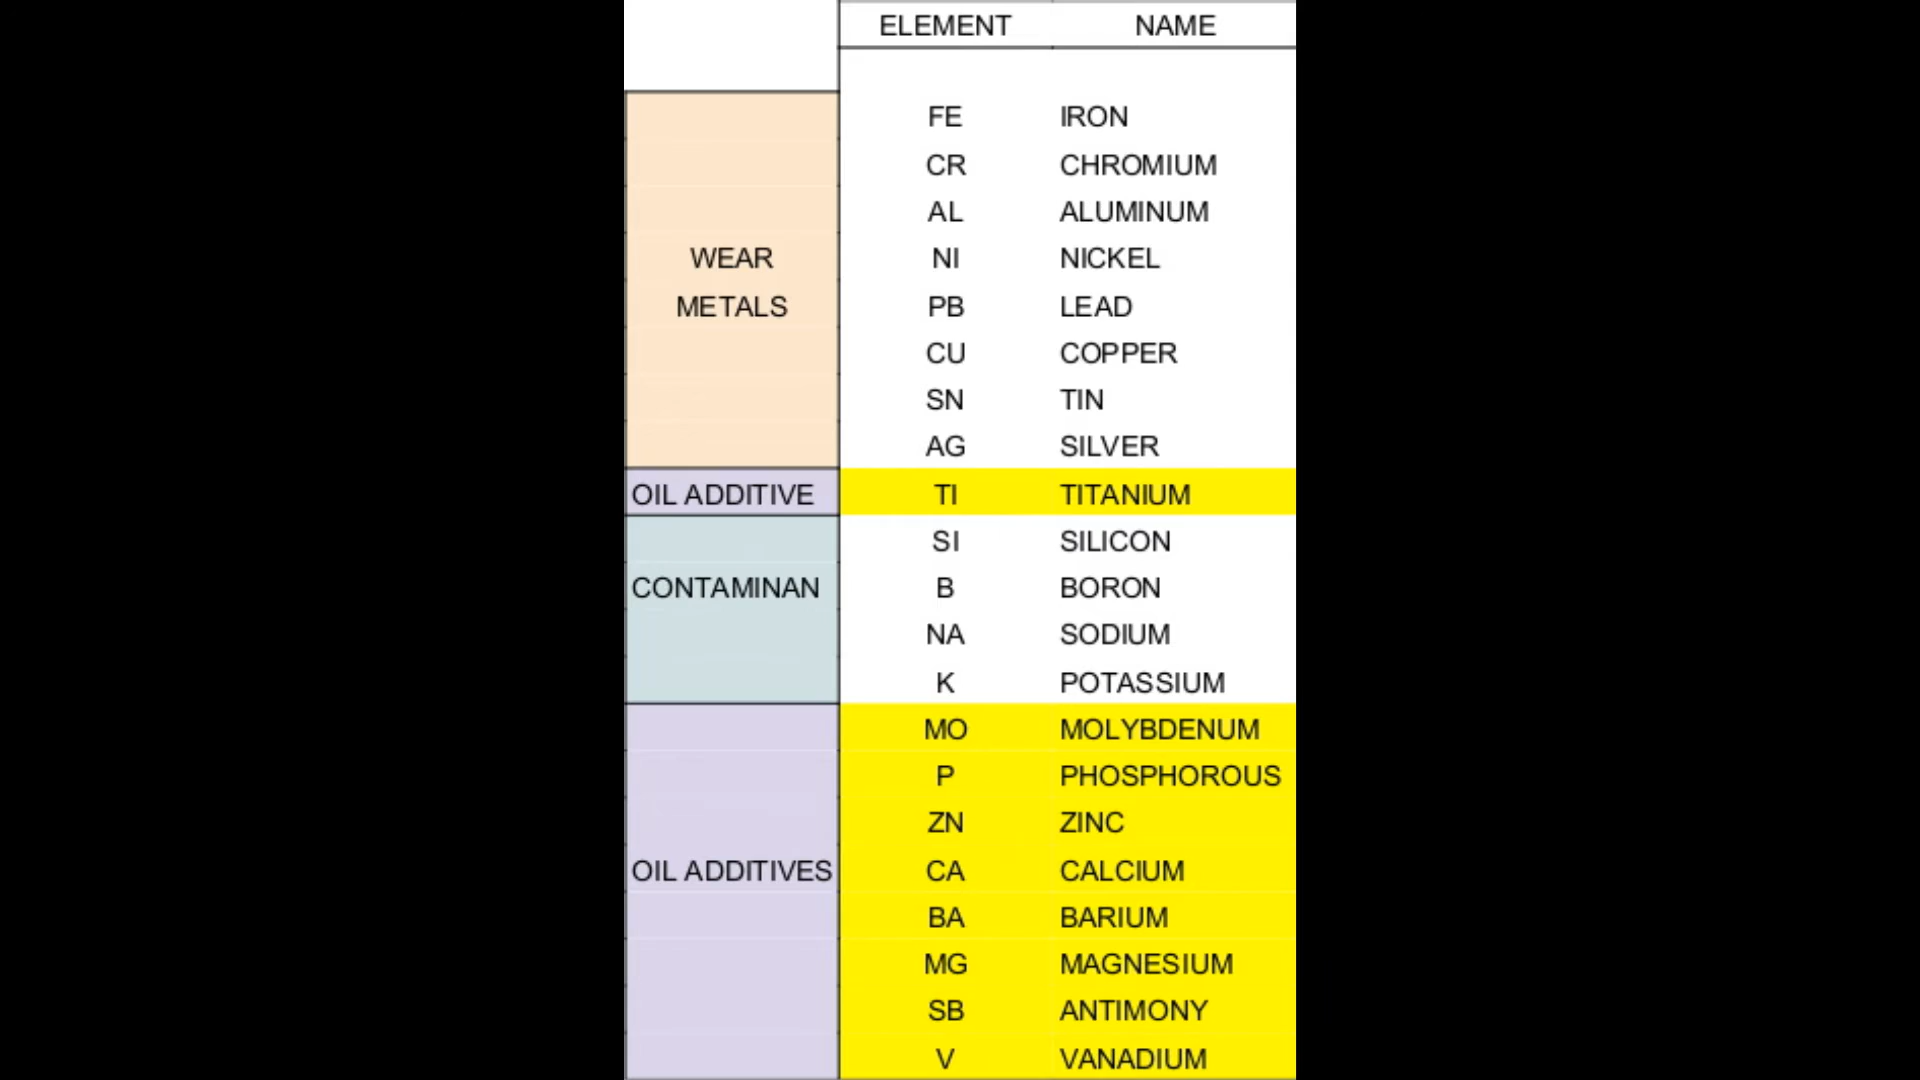 ELEMENT NAME
FE IRON
CR CHROMIUM
AL ALUMINUM
WEAR NI NICKEL
METALS PB LEAD
CU COPPER
SN TIN
AG SILVER
OIL ADDITIVE TI TITANIUM
SI SILICON
CONTAMINAN B BORON
NA SODIUM
K POTASSIUM
MO MOLYBDENUM
P PHOSPHOROUS
ZN ZINC
OIL ADDITIVES CA CALCIUM
BA BARIUM
MG MAGNESIUM
SB ANTIMONY
V VANADIUM